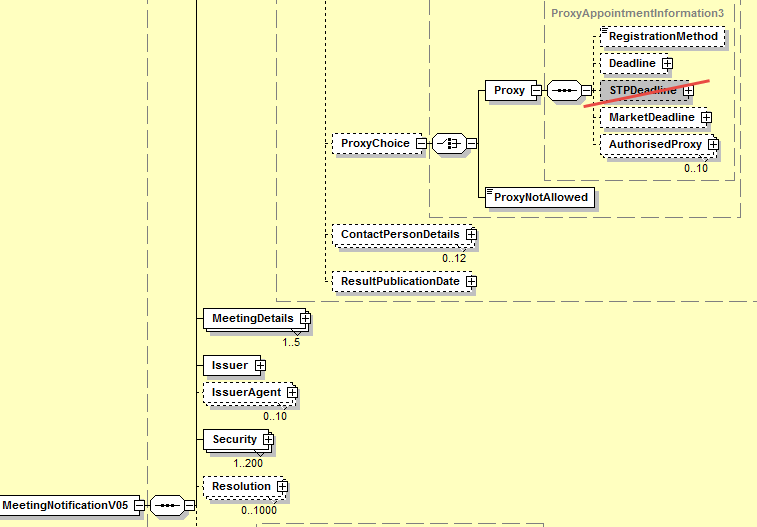 ProxyAppointmentInformation3
RegistrationMethod
Deadline
Proxy
STPDeadline
MarketDeadline
ProxyChoice
AuthorisedProxy
0..10
ProxyNotAllowed
ContactPersonDetails
0..12
ResultPublicationDate
MeetingDetails
1..5
Issuer
IssuerAgent
0..10
Security
1..200
Resolution
0..1000
MeetingNotificationV05